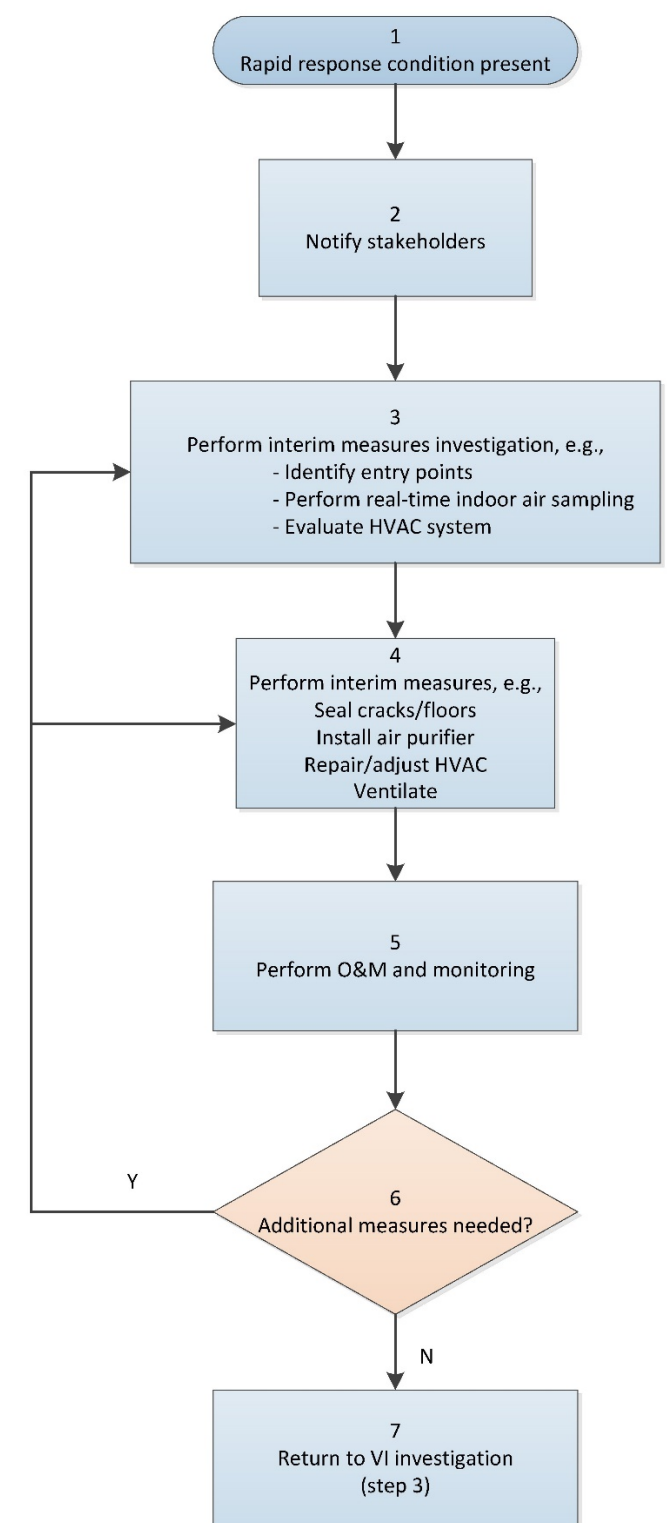 1
Rapid response condition present
2
Notify stakeholders
3
Perform interim measures investigation, e.g.,
- Identify entry points
- Perform real-time indoor air sampling
- Evaluate HVAC system
4
Perform interim measures, e.g.,
Seal cracks/floors
Install air purifier
Repair/adjust HVAC
Ventilate
5
Perform O&M and monitoring
6
Additional measures needed?
Y
N
7
Return to VI investigation
(step 3)